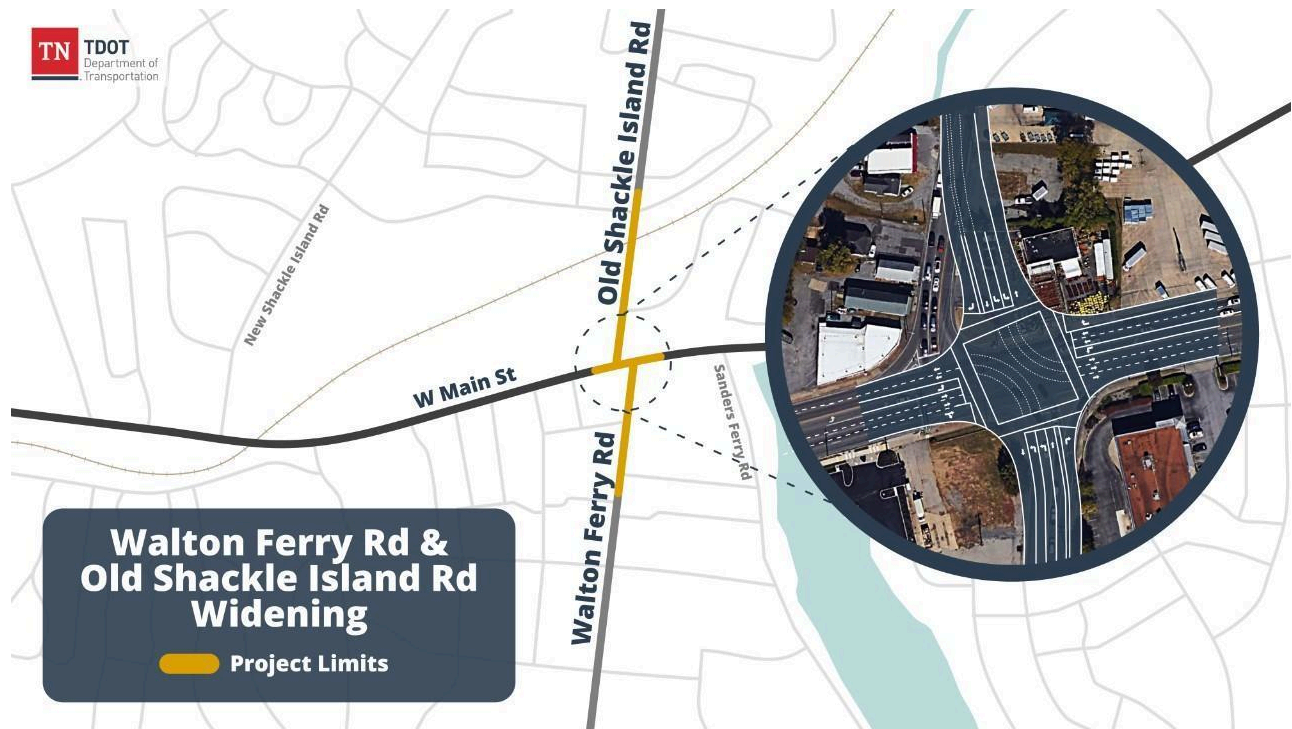 TN
TDOT
Department of
Transportation
Old Shackle Island Rd
New Shackle Island Rd
W Main St
Sanders Ferry Rd
Walton Ferry Rd
Walton Ferry Rd &
Old Shackle Island Rd
Widening
Project Limits